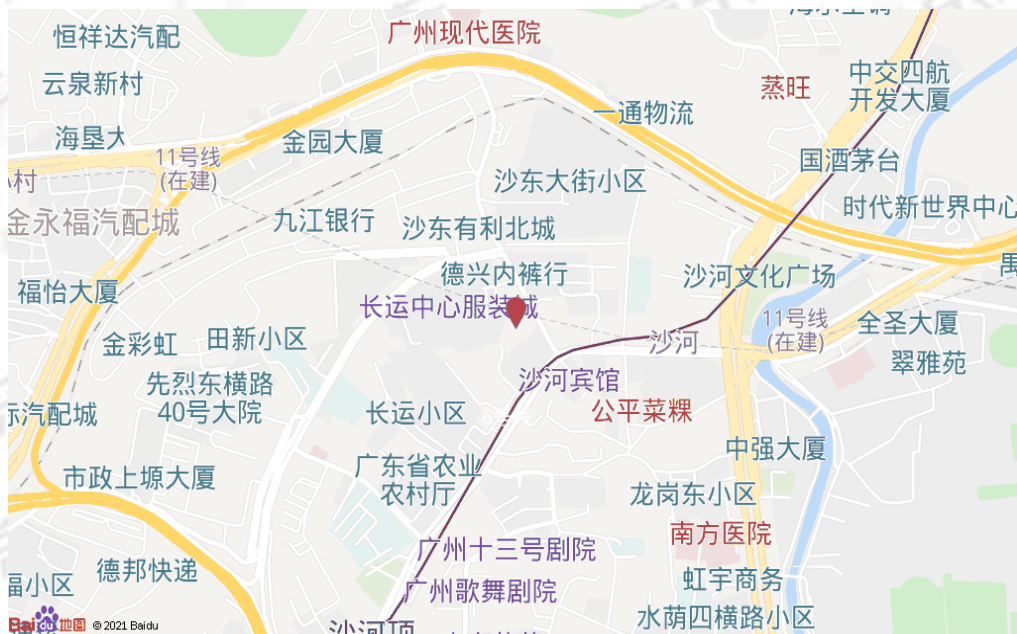 恒祥达汽配
广州现代医院
云泉新村
蒸旺
中交四航
开发大厦
一通物流
海垦大
金园大厦
11号线
(在建)
国酒茅台
小村
沙东大街小区
金永福汽配城
九江银行
沙东有利北城
时代新世界中心
德兴内裤行
沙河文化广场
禺
福怡大厦
长运中心服装城
11号线
(在建)
全圣大厦
金彩虹
田新小区
沙河
翠雅苑
先烈东横路
40号大院
沙河宾馆
际汽配城
长运小区
公平菜粿
中强大厦
市政上塬大厦
广东省农业
农村厅
龙岗东小区
南方医院
广州十三号剧院
德邦快递
福小区
广州歌舞剧院
虹宇商务
水荫四横路小区
沙河顶
Bai du 地图 © 2021 Baidu